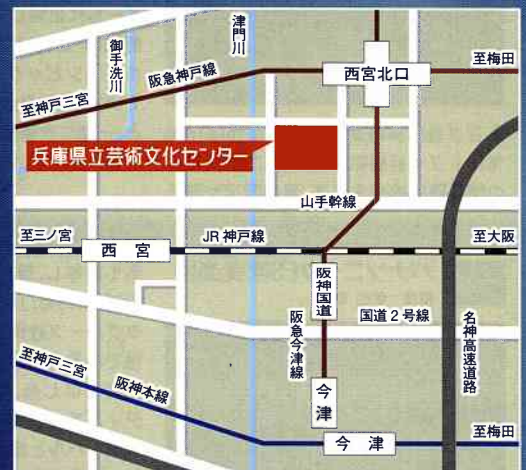 御手洗川
津門川
至梅田
阪急神戸線
西宮北口
至神戸三宮
兵庫県立芸術文化センター
山手幹線
至三ノ宮
西 宮
JR神戸線
至大阪
阪神国道
阪急今津線
国道2号線
名神高速道路
至神戸三宮
阪神本線
今津
今 津
至梅田